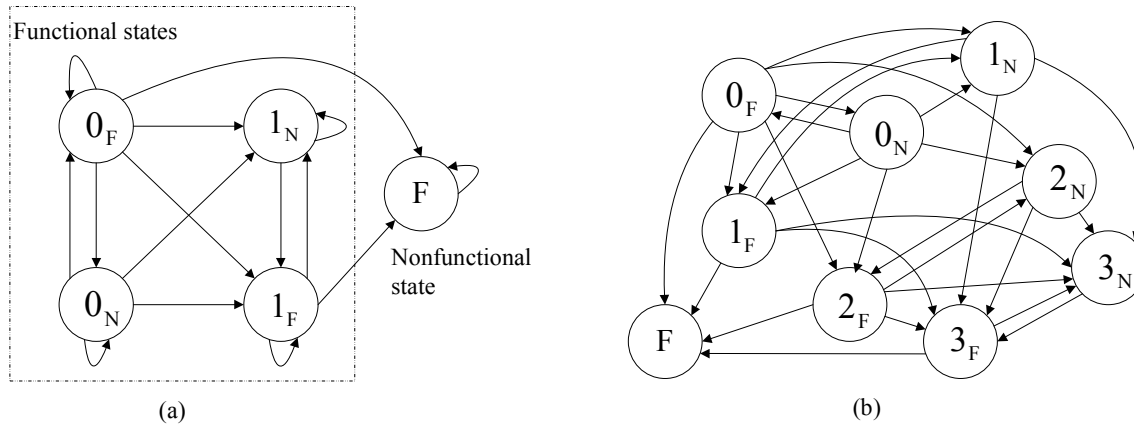 Functional states
0F
1N
F
0N
1F
Nonfunctional
state
(a)
1N
0F
0N
2N
1F
3N
2F
3F
F
(b)